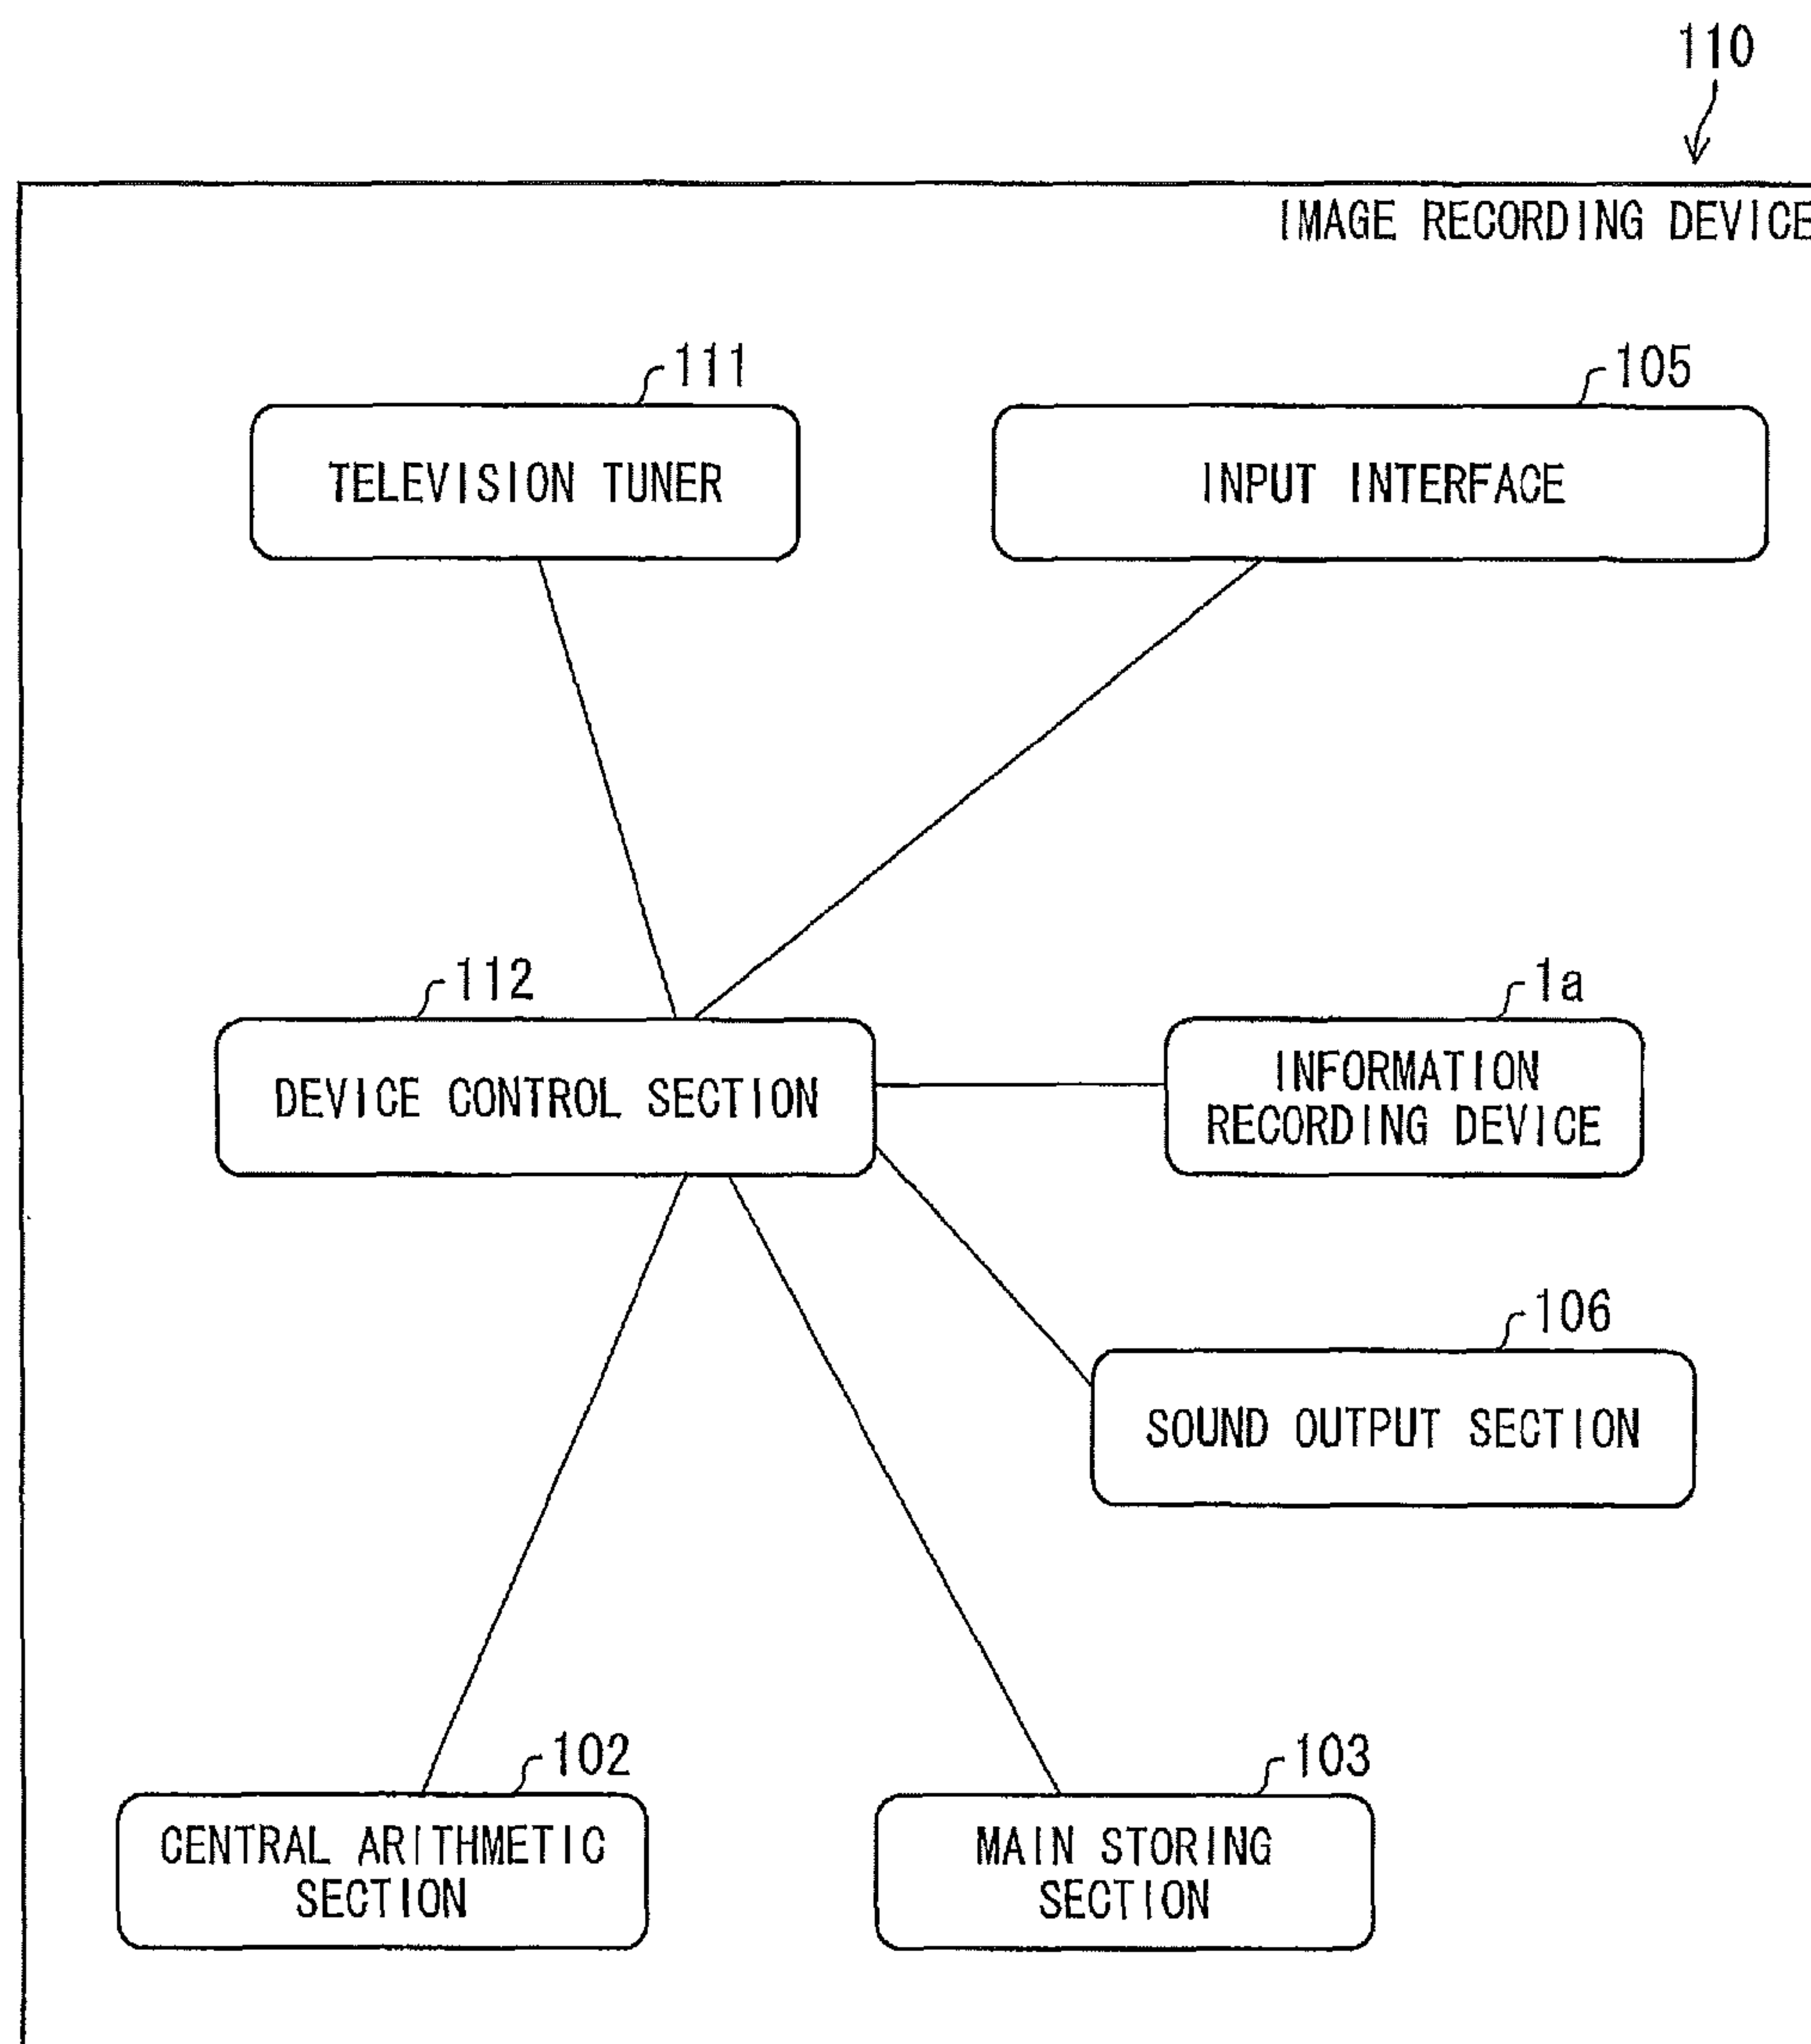 110
IMAGE RECORDING DEVICE
111
105
TELEVISION TUNER
INPUT INTERFACE
112
1a
DEVICE CONTROL SECTION
INFORMATION
RECORDING DEVICE
106
SOUND OUTPUT SECTION
102
103
CENTRAL ARITHMETIC
SECTION
MAIN STORING
SECTION